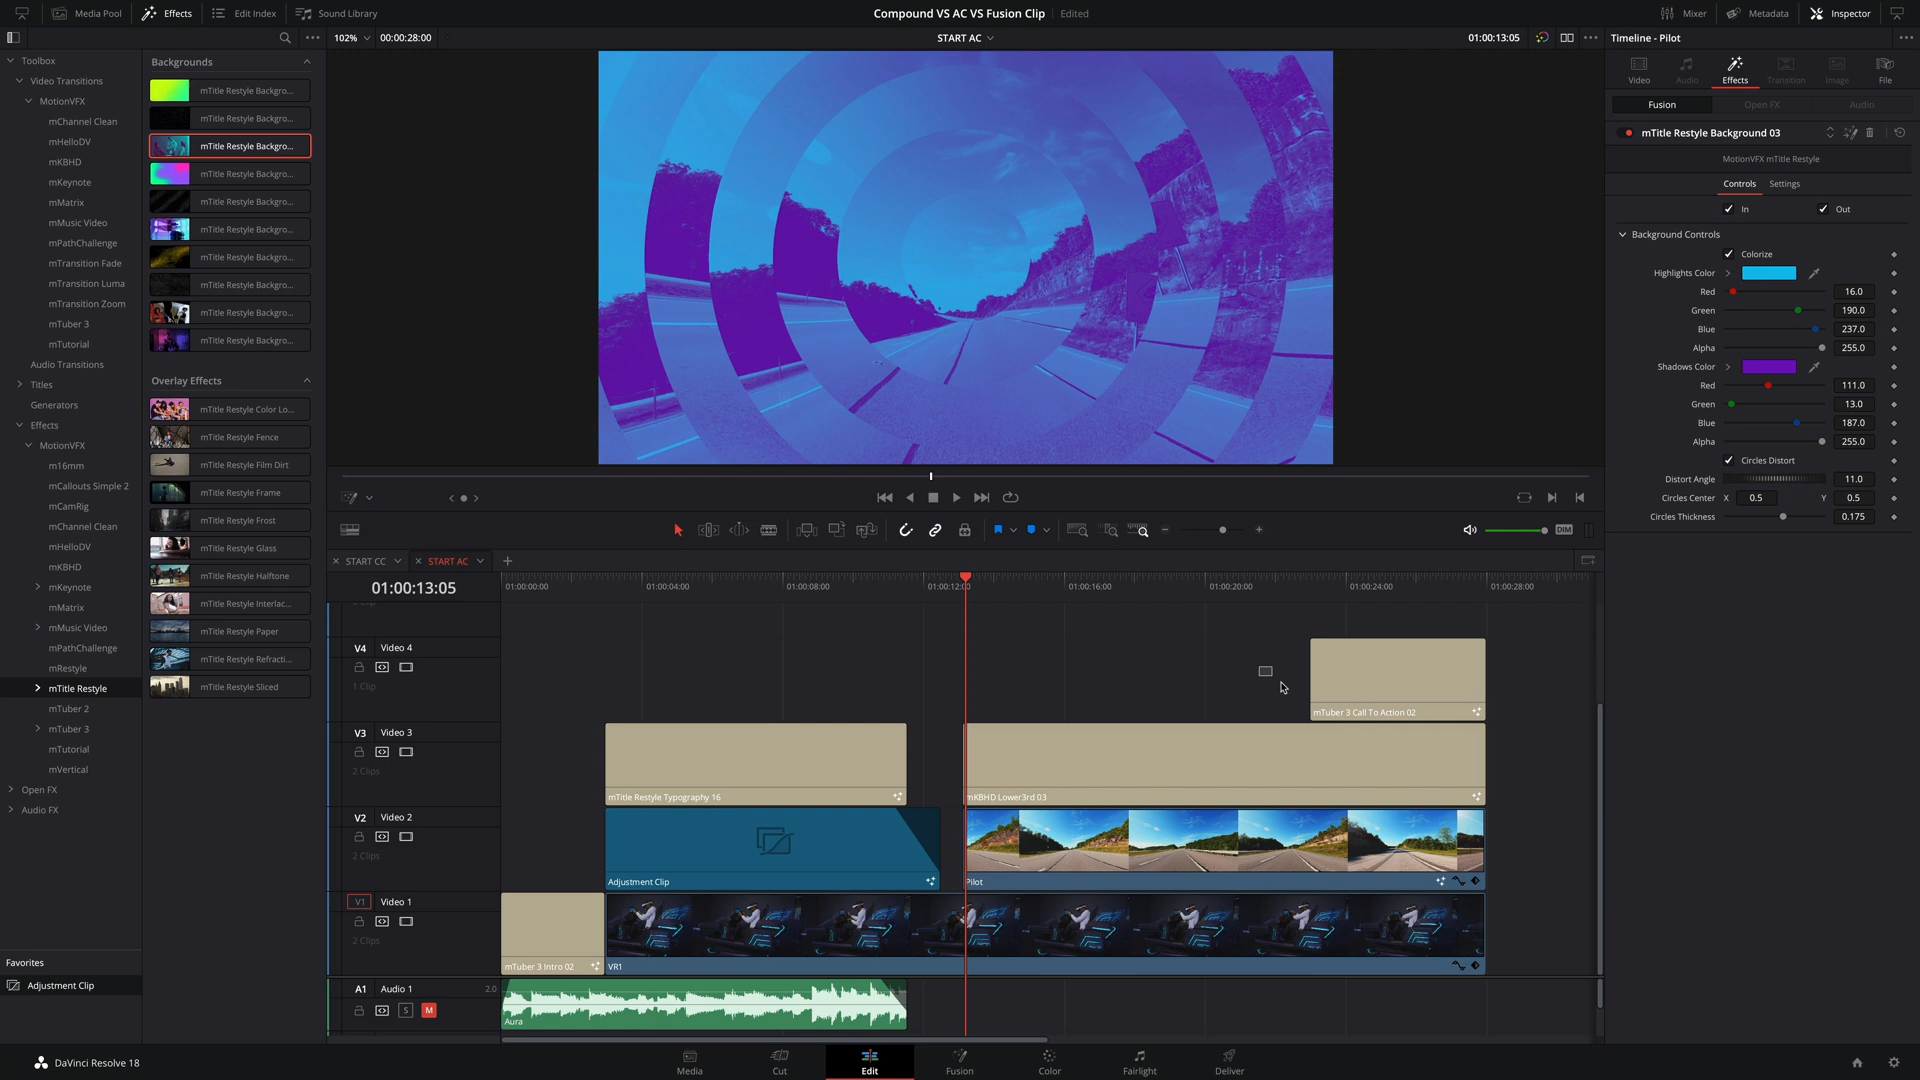 Media Pool
Effects
Edit Index
Sound Library
Compound VS AC VS Fusion Clip
Edited
Mixer
Metadata
Inspector
102%
00:00:28:00
START AC
01:00:13:05
Timeline - Pilot
Toolbox
Video Transitions
MotionVFX
mChannel Clean
mHelloDV
mKBHD
mKeynote
mMatrix
mMusic Video
mPathChallenge
mTransition Fade
mTransition Luma
mTransition Zoom
mTuber 3
mTutorial
Audio Transitions
Titles
Generators
Effects
MotionVFX
m16mm
mCallouts Simple 2
mCamRig
mChannel Clean
mHelloDV
mKBHD
mKeynote
mMatrix
mMusic Video
mPathChallenge
mRestyle
mTitle Restyle
mTuber 2
mTuber 3
mTutorial
mVertical
Open FX
Audio FX
Favorites
Adjustment Clip
Backgrounds
mTitle Restyle Backgro...
mTitle Restyle Backgro...
mTitle Restyle Backgro...
mTitle Restyle Backgro...
mTitle Restyle Backgro...
mTitle Restyle Backgro...
mTitle Restyle Backgro...
mTitle Restyle Backgro...
mTitle Restyle Backgro...
mTitle Restyle Backgro...
Overlay Effects
mTitle Restyle Color Lo...
mTitle Restyle Fence
mTitle Restyle Film Dirt
mTitle Restyle Frame
mTitle Restyle Frost
mTitle Restyle Glass
mTitle Restyle Halftone
mTitle Restyle Interlac...
mTitle Restyle Paper
mTitle Restyle Refracti...
mTitle Restyle Sliced
Video
Audio
Effects
Transition
Image
File
Fusion
Open FX
Audio
mTitle Restyle Background 03
MotionVFX mTitle Restyle
Controls
Settings
In
Out
Background Controls
Colorize
Highlights Color
Red 16.0
Green 190.0
Blue 237.0
Alpha 255.0
Shadows Color
Red 111.0
Green 13.0
Blue 187.0
Alpha 255.0
Circles Distort
Distort Angle 11.0
Circles Center X 0.5 Y 0.5
Circles Thickness 0.175
DIM
START CC
START AC
01:00:13:05
01:00:00:00
01:00:04:00
01:00:08:00
01:00:12:00
01:00:16:00
01:00:20:00
01:00:24:00
01:00:28:00
V4 Video 4
1 Clip
mTuber 3 Call To Action 02
V3 Video 3
2 Clips
mTitle Restyle Typography 16
mKBHD Lower3rd 03
V2 Video 2
2 Clips
Adjustment Clip
Pilot
V1 Video 1
2 Clips
mTuber 3 Intro 02
VR1
A1 Audio 1 2.0
S M
Aura
DaVinci Resolve 18
Media
Cut
Edit
Fusion
Color
Fairlight
Deliver